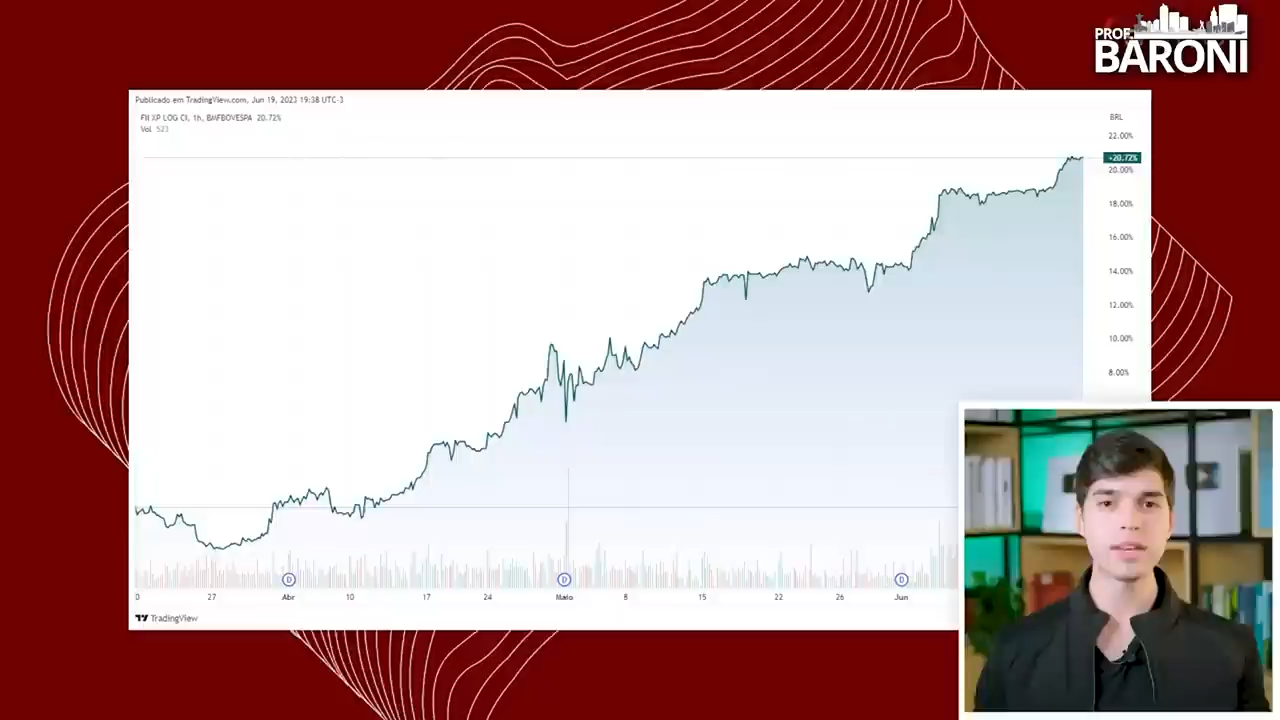 PROF.
BARONI
Publicado em TradingView.com, Jun 19, 2023 19:38 UTC-3
FII XP LOG CI, 1h, BMFBOVESPA 20.72%
Vol 523
BRL
22.00%
+20.72%
20.00%
18.00%
16.00%
14.00%
12.00%
10.00%
8.00%
D D D
0 27 Abr 10 17 24 Maio 8 15 22 26 Jun
TradingView